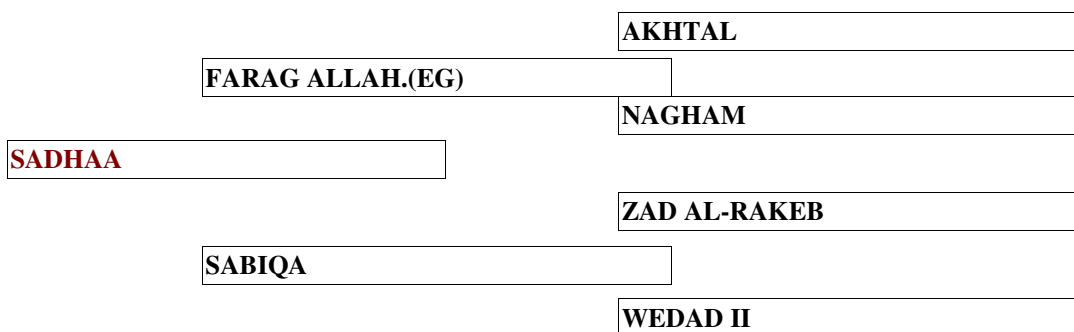 AKHTAL
FARAG ALLAH.(EG)
NAGHAM
SADHAA
ZAD AL-RAKEB
SABIQA
WEDAD II